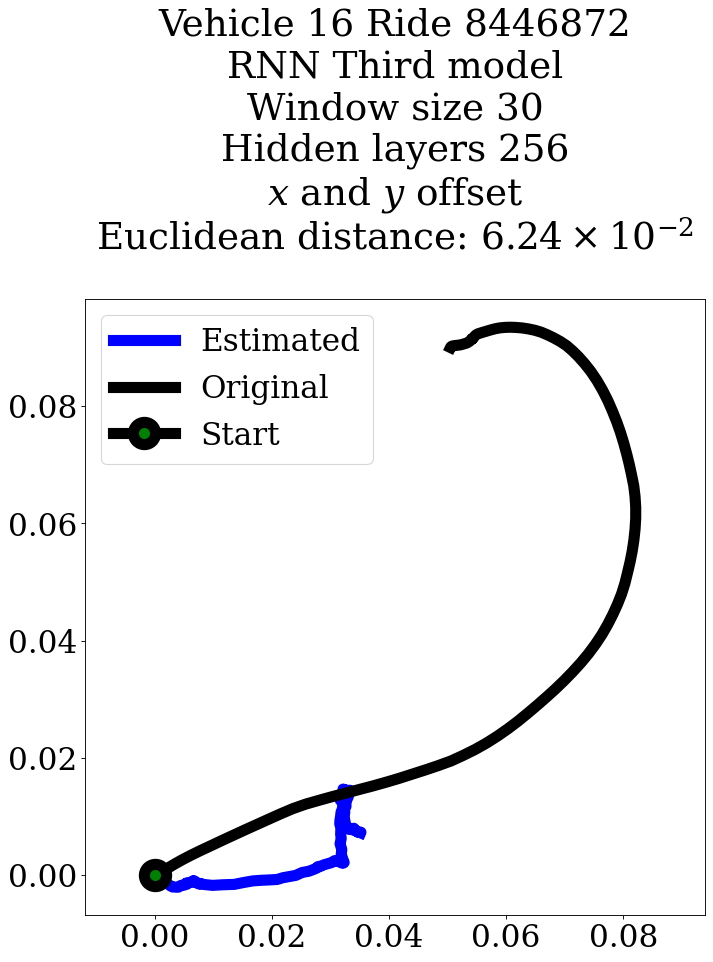 Vehicle 16 Ride 8446872
RNN Third model
Window size 30
Hidden layers 256
x and y offset
Euclidean distance: 6.24 × 10⁻²
Estimated
Original
Start
0.08
0.06
0.04
0.02
0.00
0.00 0.02 0.04 0.06 0.08